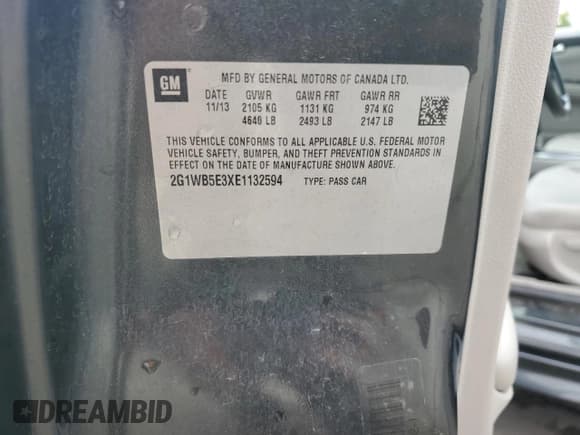 GM
MFD BY GENERAL MOTORS OF CANADA LTD.
DATE GVWR GAWR FRT GAWR RR
11/13 2105 KG 1131 KG 974 KG
4640 LB 2493 LB 2147 LB
THIS VEHICLE CONFORMS TO ALL APPLICABLE U.S. FEDERAL MOTOR
VEHICLE SAFETY, BUMPER, AND THEFT PREVENTION STANDARDS IN
EFFECT ON THE DATE OF MANUFACTURE SHOWN ABOVE.
2G1WB5E3XE1132594 TYPE: PASS CAR
DREAMBID